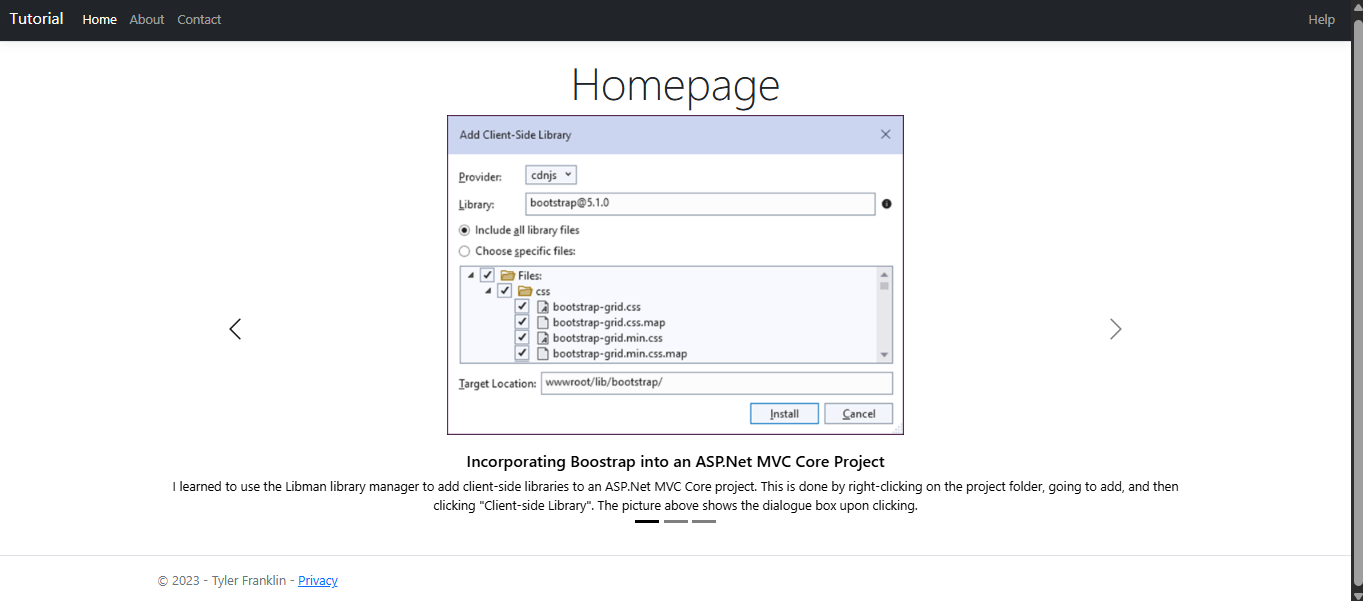 Tutorial Home About Contact Help
Homepage
Add Client-Side Library
Provider: cdnjs
Library: bootstrap@5.1.0
Include all library files
Choose specific files:
Files:
css
bootstrap-grid.css
bootstrap-grid.css.map
bootstrap-grid.min.css
bootstrap-grid.min.css.map
Target Location: wwwroot/lib/bootstrap/
Install Cancel
Incorporating Boostrap into an ASP.Net MVC Core Project
I learned to use the Libman library manager to add client-side libraries to an ASP.Net MVC Core project. This is done by right-clicking on the project folder, going to add, and then
clicking "Client-side Library". The picture above shows the dialogue box upon clicking.
© 2023 - Tyler Franklin - Privacy